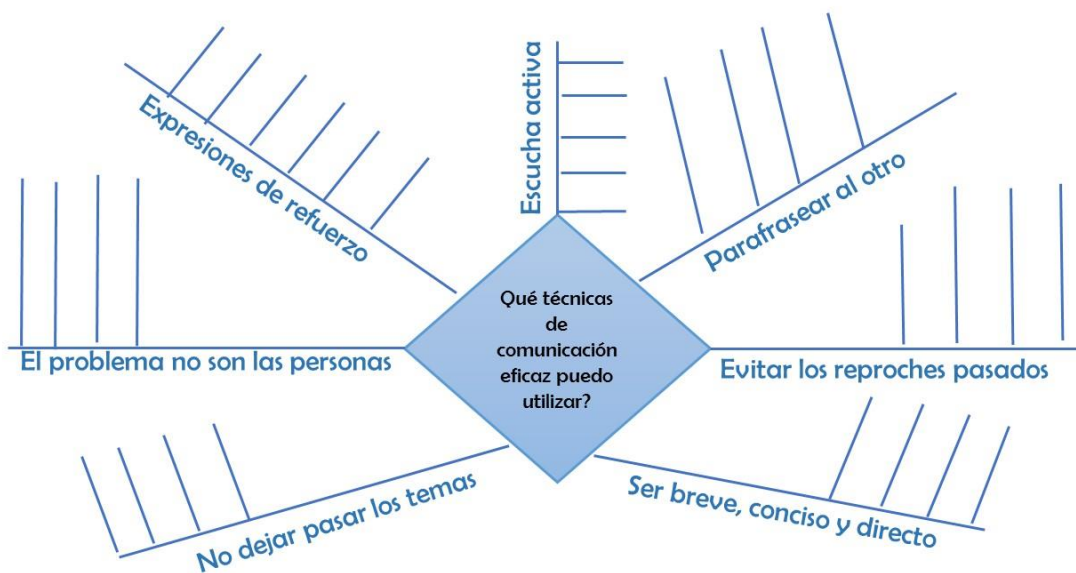 Expresiones de refuerzo
Escucha activa
Parafrasear al otro
Qué técnicas
de
comunicación
eficaz puedo
utilizar?
El problema no son las personas
Evitar los reproches pasados
No dejar pasar los temas
Ser breve, conciso y directo